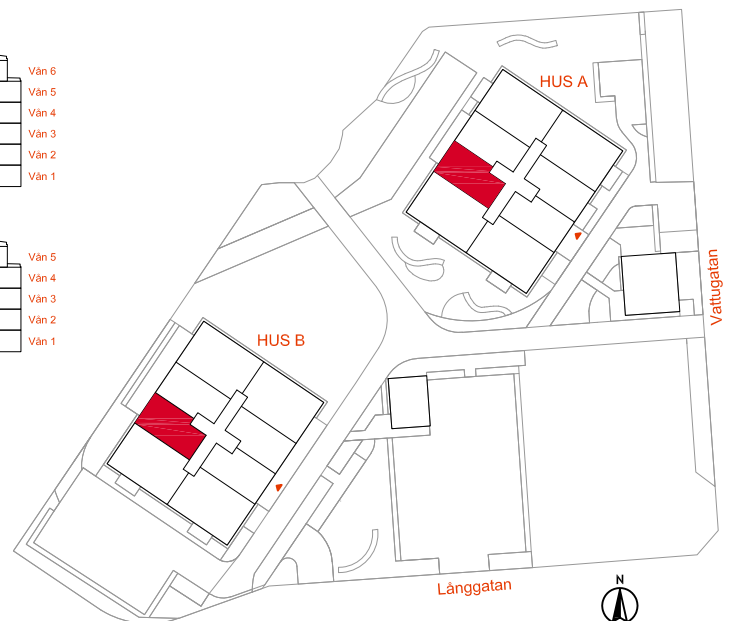 HUS A
Vån 6
Vån 5
Vån 4
Vån 3
Vån 2
Vån 1
Vån 5
Vån 4
Vån 3
Vån 2
Vån 1
HUS B
Vattugatan
Långgatan
N